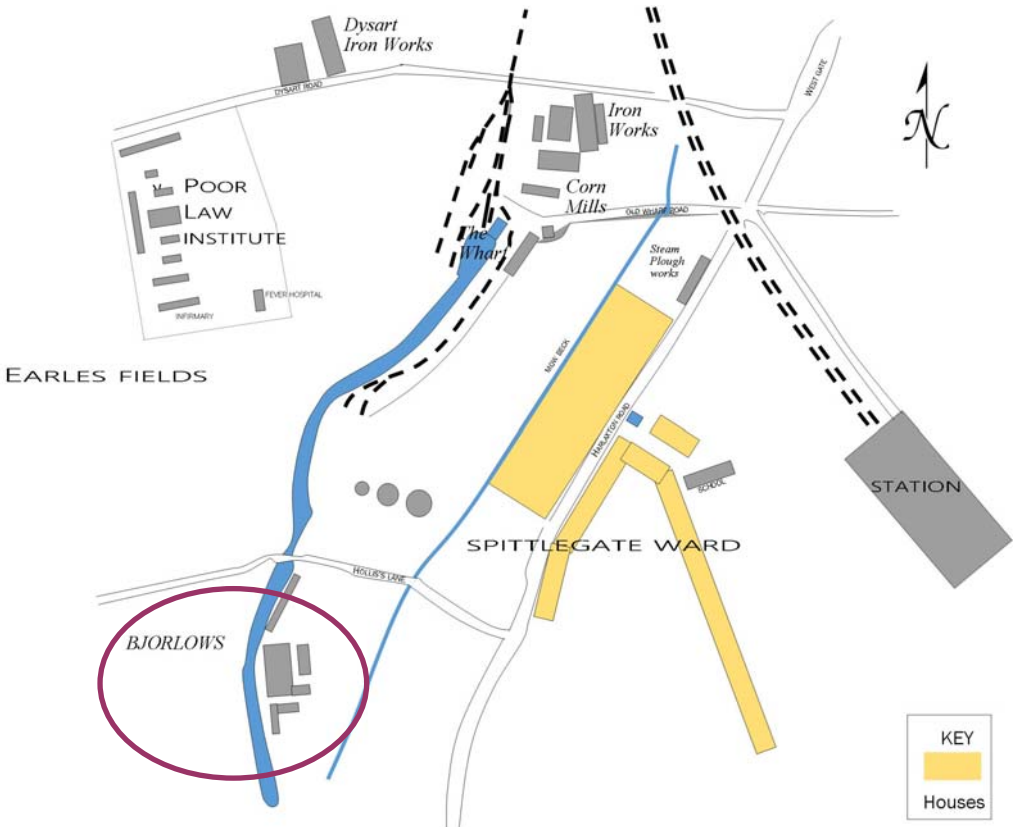 Dysart
Iron Works
DYSART ROAD
WEST GATE
N
Iron
Works
POOR
LAW
INSTITUTE
Corn
Mills
OLD WHARF ROAD
The
Wharf
Steam
Plough
works
FEVER HOSPITAL
INFIRMARY
EARLES FIELDS
MOW BECK
HARLAXTON ROAD
SCHOOL
STATION
SPITTLEGATE WARD
HOLLIS'S LANE
BJORLOWS
KEY
Houses